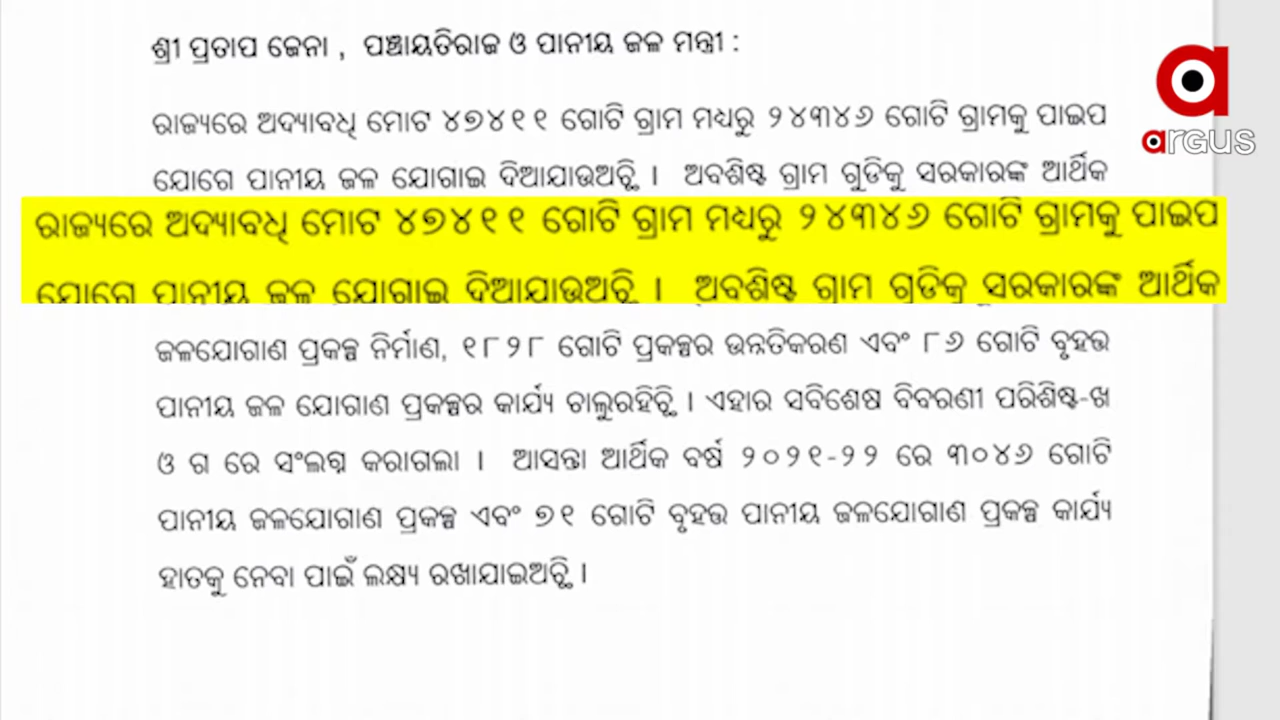 ଶ୍ରୀ ପ୍ରତାପ ଜେନା , ପଞ୍ଚାୟତିରାଜ ଓ ପାନୀୟ ଜଳ ମନ୍ତ୍ରୀ :
argus
ରାଜ୍ୟରେ ଅଦ୍ୟାବଧି ମୋଟ ୪୭୪୧୧ ଗୋଟି ଗ୍ରାମ ମଧ୍ୟରୁ ୨୪୩୪୬ ଗୋଟି ଗ୍ରାମକୁ ପାଇପ
ଯୋଗେ ପାନୀୟ ଜଳ ଯୋଗାଇ ଦିଆଯାଉଅଛି । ଅବଶିଷ୍ଟ ଗ୍ରାମ ଗୁଡିକୁ ସରକାରଙ୍କ ଆର୍ଥିକ
ରାଜ୍ୟରେ ଅଦ୍ୟାବଧି ମୋଟ ୪୭୪୧୧ ଗୋଟି ଗ୍ରାମ ମଧ୍ୟରୁ ୨୪୩୪୬ ଗୋଟି ଗ୍ରାମକୁ ପାଇପ
ଯୋଗେ ପାନୀୟ ଜଳ ଯୋଗାଇ ଦିଆଯାଉଅଛି । ଅବଶିଷ୍ଟ ଗ୍ରାମ ଗୁଡିକୁ ସରକାରଙ୍କ ଆର୍ଥିକ
ଜଳଯୋଗାଣ ପ୍ରକଳ୍ପ ନିର୍ମାଣ, ୧୮୨୮ ଗୋଟି ପ୍ରକଳ୍ପର ଉନ୍ନତିକରଣ ଏବଂ ୮୬ ଗୋଟି ବୃହତ୍ତ
ପାନୀୟ ଜଳ ଯୋଗାଣ ପ୍ରକଳ୍ପର କାର୍ଯ୍ୟ ଚାଲୁରହିଚି । ଏହାର ସବିଶେଷ ବିବରଣୀ ପରିଶିଷ୍ଟ-ଖ
ଓ ଗ ରେ ସଂଲଗ୍ନ କରାଗଲା । ଆସନ୍ତା ଆର୍ଥିକ ବର୍ଷ ୨୦୨୧-୨୨ ରେ ୩୦୪୬ ଗୋଟି
ପାନୀୟ ଜଳଯୋଗାଣ ପ୍ରକଳ୍ପ ଏବଂ ୭୧ ଗୋଟି ବୃହତ୍ତ ପାନୀୟ ଜଳଯୋଗାଣ ପ୍ରକଳ୍ପ କାର୍ଯ୍ୟ
ହାତକୁ ନେବା ପାଇଁ ଲକ୍ଷ୍ୟ ରଖାଯାଇଅଛି ।